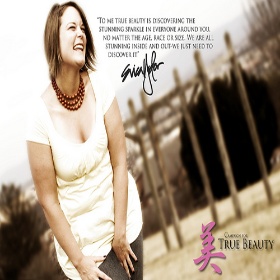 "To me true beauty is discovering the
stunning sparkle in everyone around you,
no matter the age, race or size. We are all
stunning inside and out-we just need to
discover it"
美
Campaign for
True Beauty